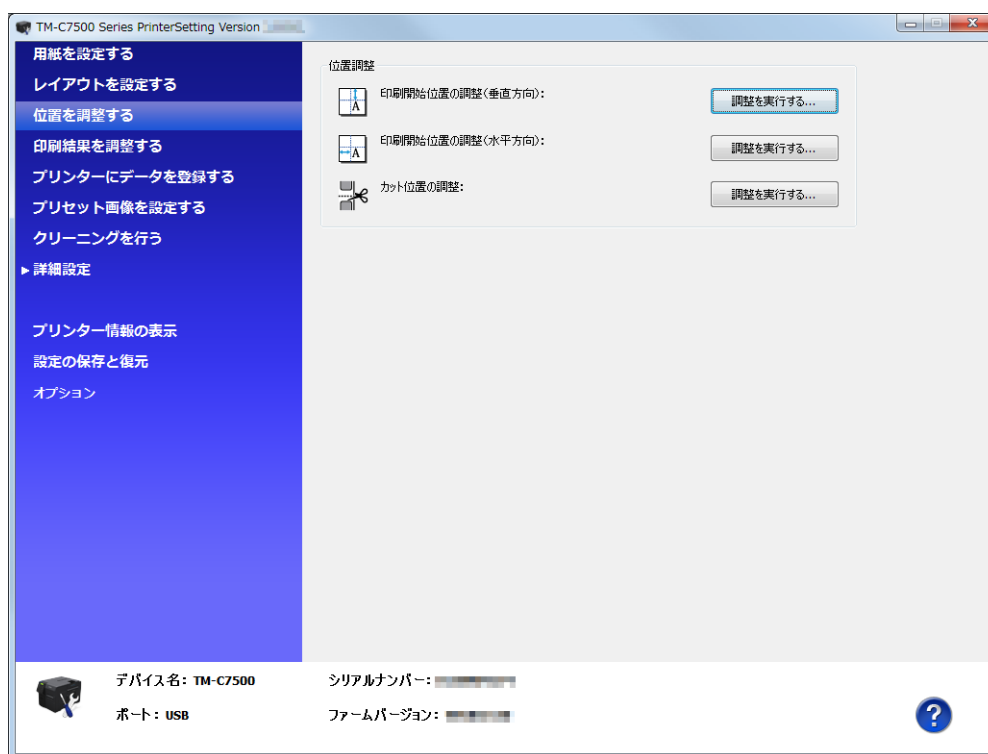 TM-C7500 Series PrinterSetting Version
用紙を設定する
レイアウトを設定する
位置を調整する
印刷結果を調整する
プリンターにデータを登録する
プリセット画像を設定する
クリーニングを行う
詳細設定
プリンター情報の表示
設定の保存と復元
オプション
位置調整
印刷開始位置の調整(垂直方向):
調整を実行する...
印刷開始位置の調整(水平方向):
調整を実行する...
カット位置の調整:
調整を実行する...
デバイス名: TM-C7500
シリアルナンバー:
ポート: USB
ファームバージョン: